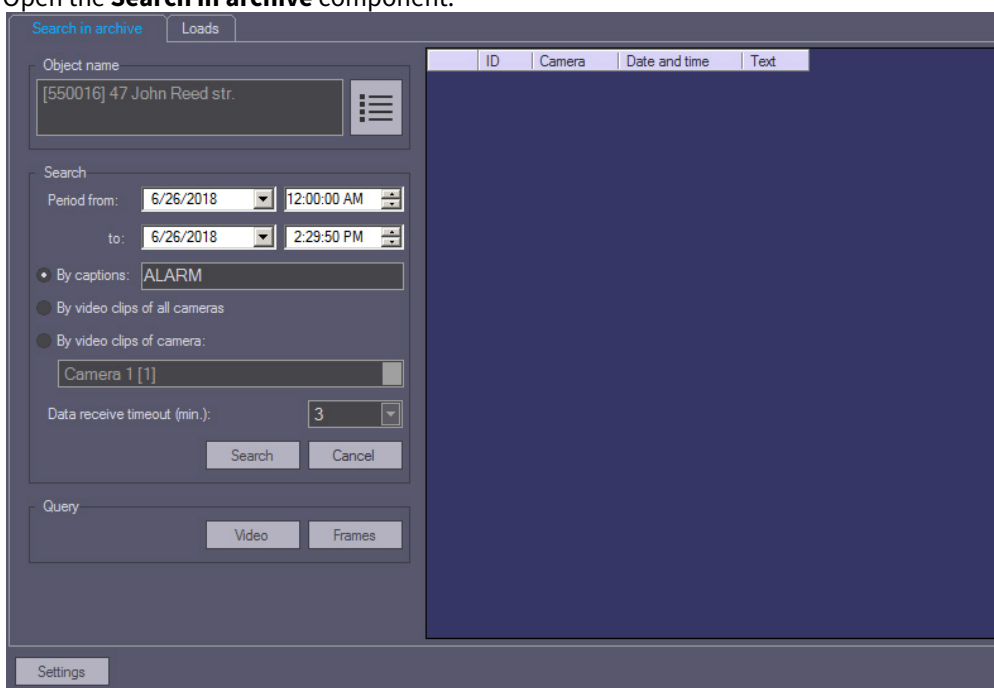 Open the Search in archive component.
Search in archive Loads
Object name
[550016] 47 John Reed str.
ID Camera Date and time Text
Search
Period from: 6/26/2018 12:00:00 AM
to: 6/26/2018 2:29:50 PM
By captions: ALARM
By video clips of all cameras
By video clips of camera:
Camera 1 [1]
Data receive timeout (min.): 3
Search Cancel
Query
Video Frames
Settings